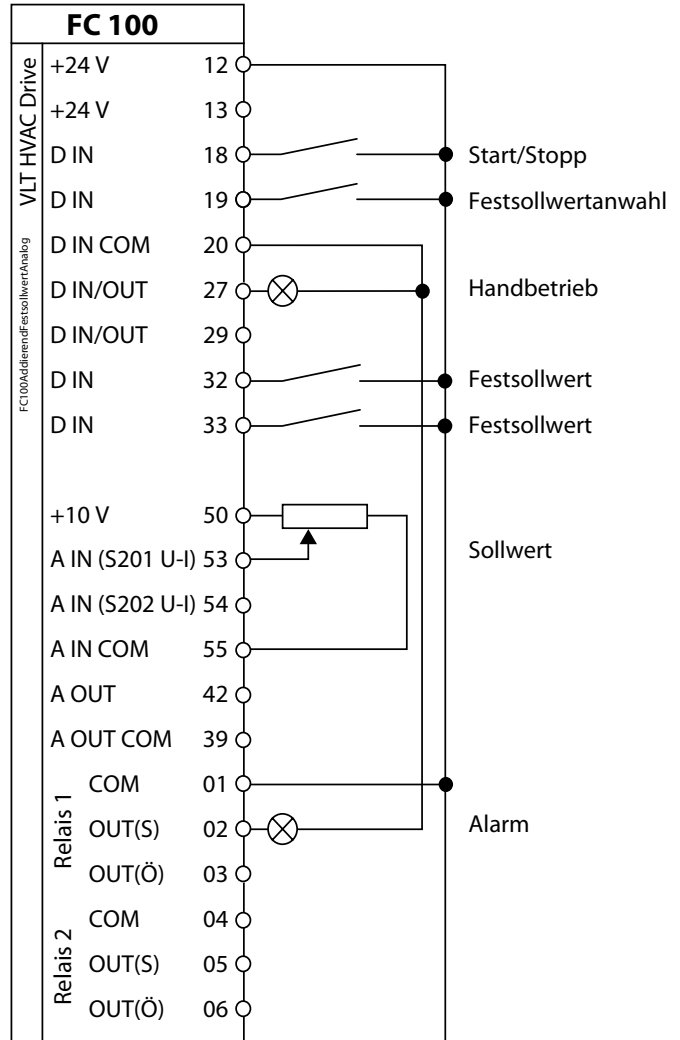 FC 100
VLT HVAC Drive
FC100AddierendFestsollwertAnalog
+24 V 12
+24 V 13
D IN 18 Start/Stopp
D IN 19 Festsollwertanwahl
D IN COM 20
D IN/OUT 27 Handbetrieb
D IN/OUT 29
D IN 32 Festsollwert
D IN 33 Festsollwert
+10 V 50
A IN (S201 U-I) 53 Sollwert
A IN (S202 U-I) 54
A IN COM 55
A OUT 42
A OUT COM 39
Relais 1
COM 01
OUT(S) 02 Alarm
OUT(Ö) 03
Relais 2
COM 04
OUT(S) 05
OUT(Ö) 06